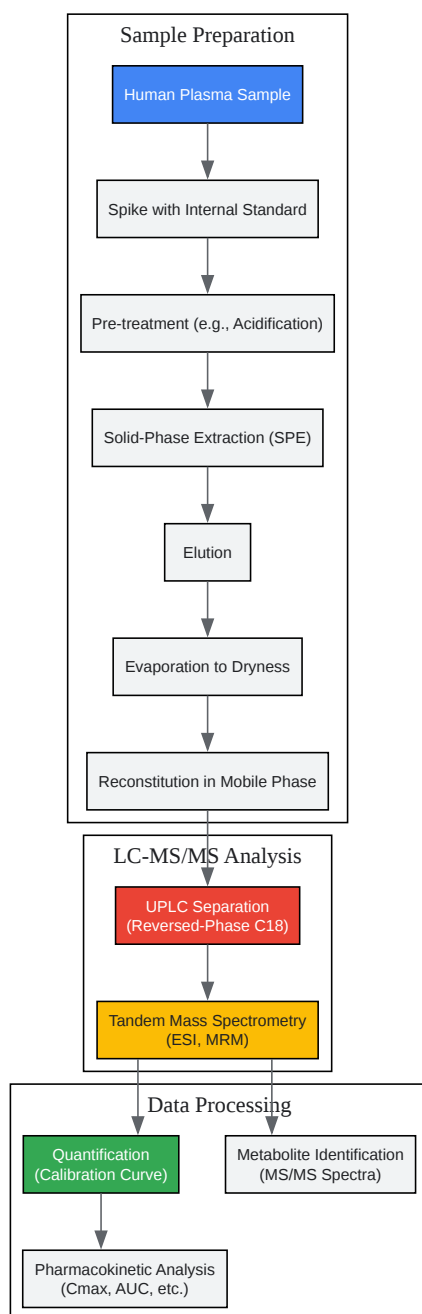 Sample Preparation
Human Plasma Sample
Spike with Internal Standard
Pre-treatment (e.g., Acidification)
Solid-Phase Extraction (SPE)
Elution
Evaporation to Dryness
Reconstitution in Mobile Phase
LC-MS/MS Analysis
UPLC Separation
(Reversed-Phase C18)
Tandem Mass Spectrometry
(ESI, MRM)
Data Processing
Quantification
(Calibration Curve)
Metabolite Identification
(MS/MS Spectra)
Pharmacokinetic Analysis
(Cmax, AUC, etc.)